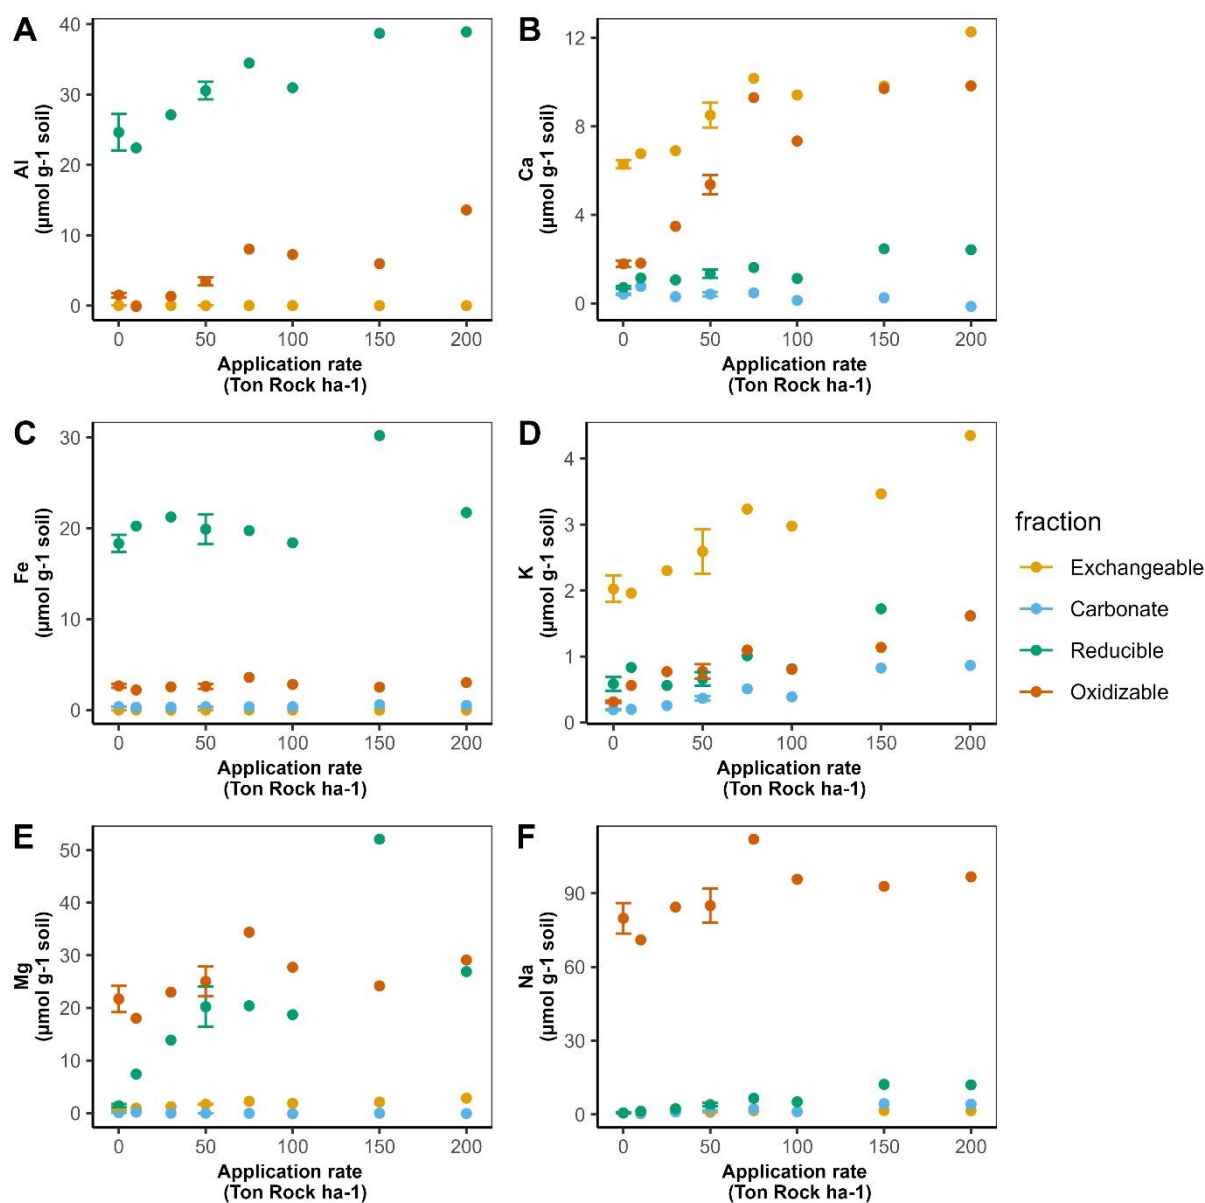 A
40
30
20
10
0
Al
(µmol g-1 soil)
0 50 100 150 200
Application rate
(Ton Rock ha-1)
B
12
8
4
0
Ca
(µmol g-1 soil)
0 50 100 150 200
Application rate
(Ton Rock ha-1)
C
30
20
10
0
Fe
(µmol g-1 soil)
0 50 100 150 200
Application rate
(Ton Rock ha-1)
D
4
3
2
1
0
K
(µmol g-1 soil)
0 50 100 150 200
Application rate
(Ton Rock ha-1)
fraction
Exchangeable
Carbonate
Reducible
Oxidizable
E
50
40
30
20
10
0
Mg
(µmol g-1 soil)
0 50 100 150 200
Application rate
(Ton Rock ha-1)
F
90
60
30
0
Na
(µmol g-1 soil)
0 50 100 150 200
Application rate
(Ton Rock ha-1)